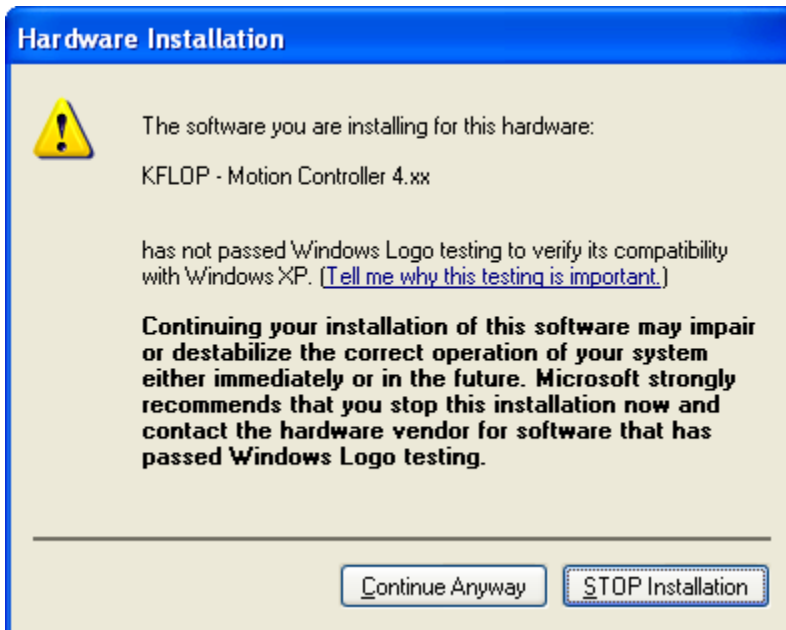 Hardware Installation
The software you are installing for this hardware:
KFLOP - Motion Controller 4.xx
has not passed Windows Logo testing to verify its compatibility
with Windows XP. (Tell me why this testing is important.)
Continuing your installation of this software may impair
or destabilize the correct operation of your system
either immediately or in the future. Microsoft strongly
recommends that you stop this installation now and
contact the hardware vendor for software that has
passed Windows Logo testing.
Continue Anyway STOP Installation